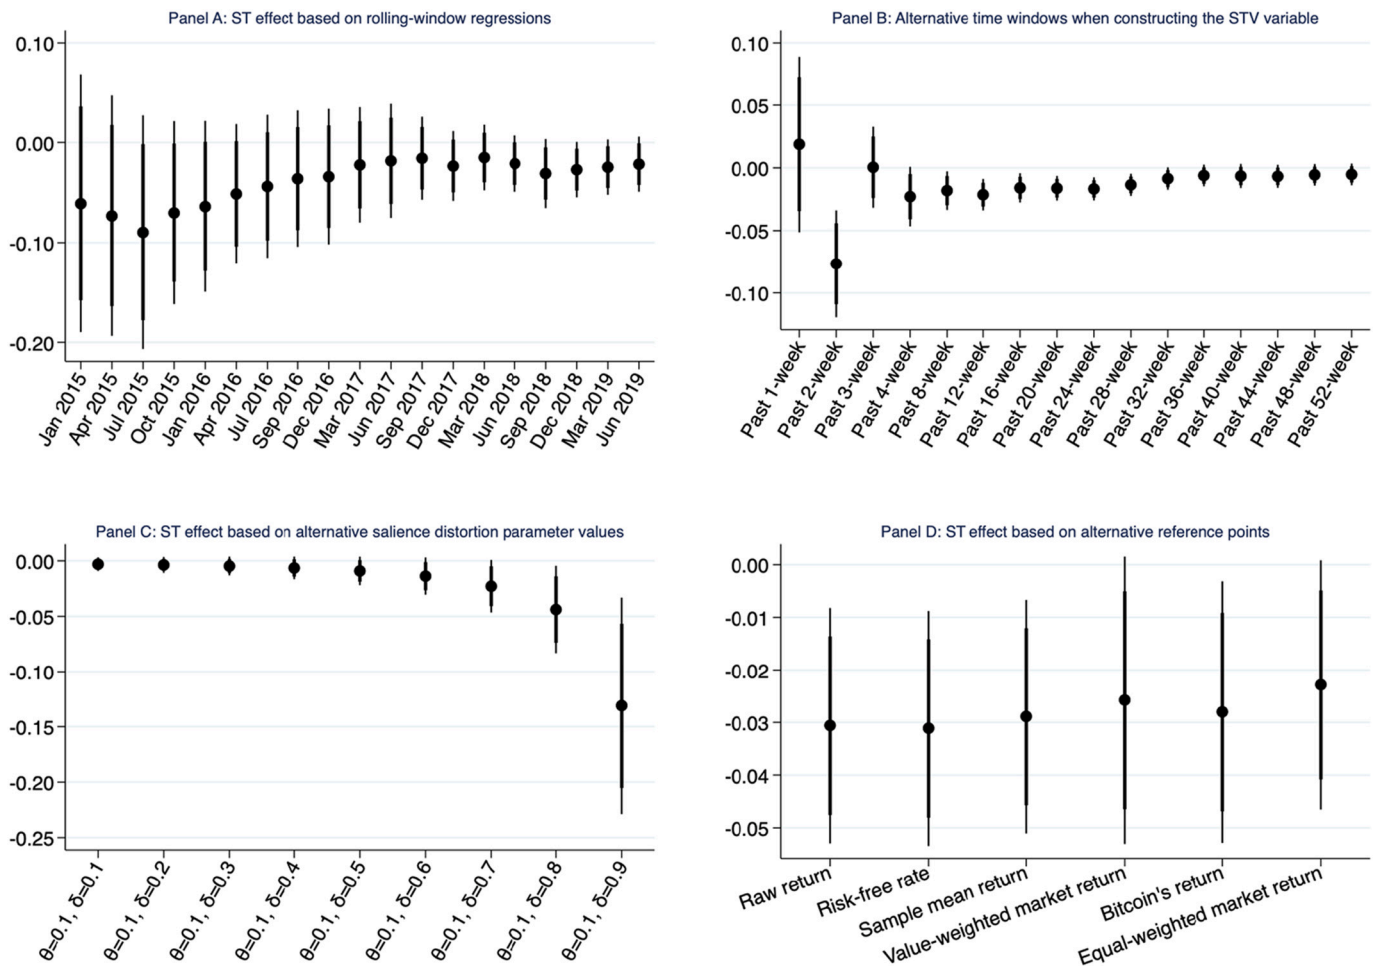 Panel A: ST effect based on rolling-window regressions
0.10
0.00
-0.10
-0.20
Jan 2015
Apr 2015
Jul 2015
Oct 2015
Jan 2016
Apr 2016
Jul 2016
Sep 2016
Dec 2016
Mar 2017
Jun 2017
Sep 2017
Dec 2017
Mar 2018
Jun 2018
Sep 2018
Dec 2018
Mar 2019
Jun 2019
Panel B: Alternative time windows when constructing the STV variable
0.10
0.05
0.00
-0.05
-0.10
Past 1-week
Past 2-week
Past 3-week
Past 4-week
Past 8-week
Past 12-week
Past 16-week
Past 20-week
Past 24-week
Past 28-week
Past 32-week
Past 36-week
Past 40-week
Past 44-week
Past 48-week
Past 52-week
Panel C: ST effect based on alternative salience distortion parameter values
0.00
-0.05
-0.10
-0.15
-0.20
-0.25
θ=0.1, δ=0.1
θ=0.1, δ=0.2
θ=0.1, δ=0.3
θ=0.1, δ=0.4
θ=0.1, δ=0.5
θ=0.1, δ=0.6
θ=0.1, δ=0.7
θ=0.1, δ=0.8
θ=0.1, δ=0.9
Panel D: ST effect based on alternative reference points
0.00
-0.01
-0.02
-0.03
-0.04
-0.05
Raw return
Risk-free rate
Sample mean return
Value-weighted market return
Bitcoin's return
Equal-weighted market return